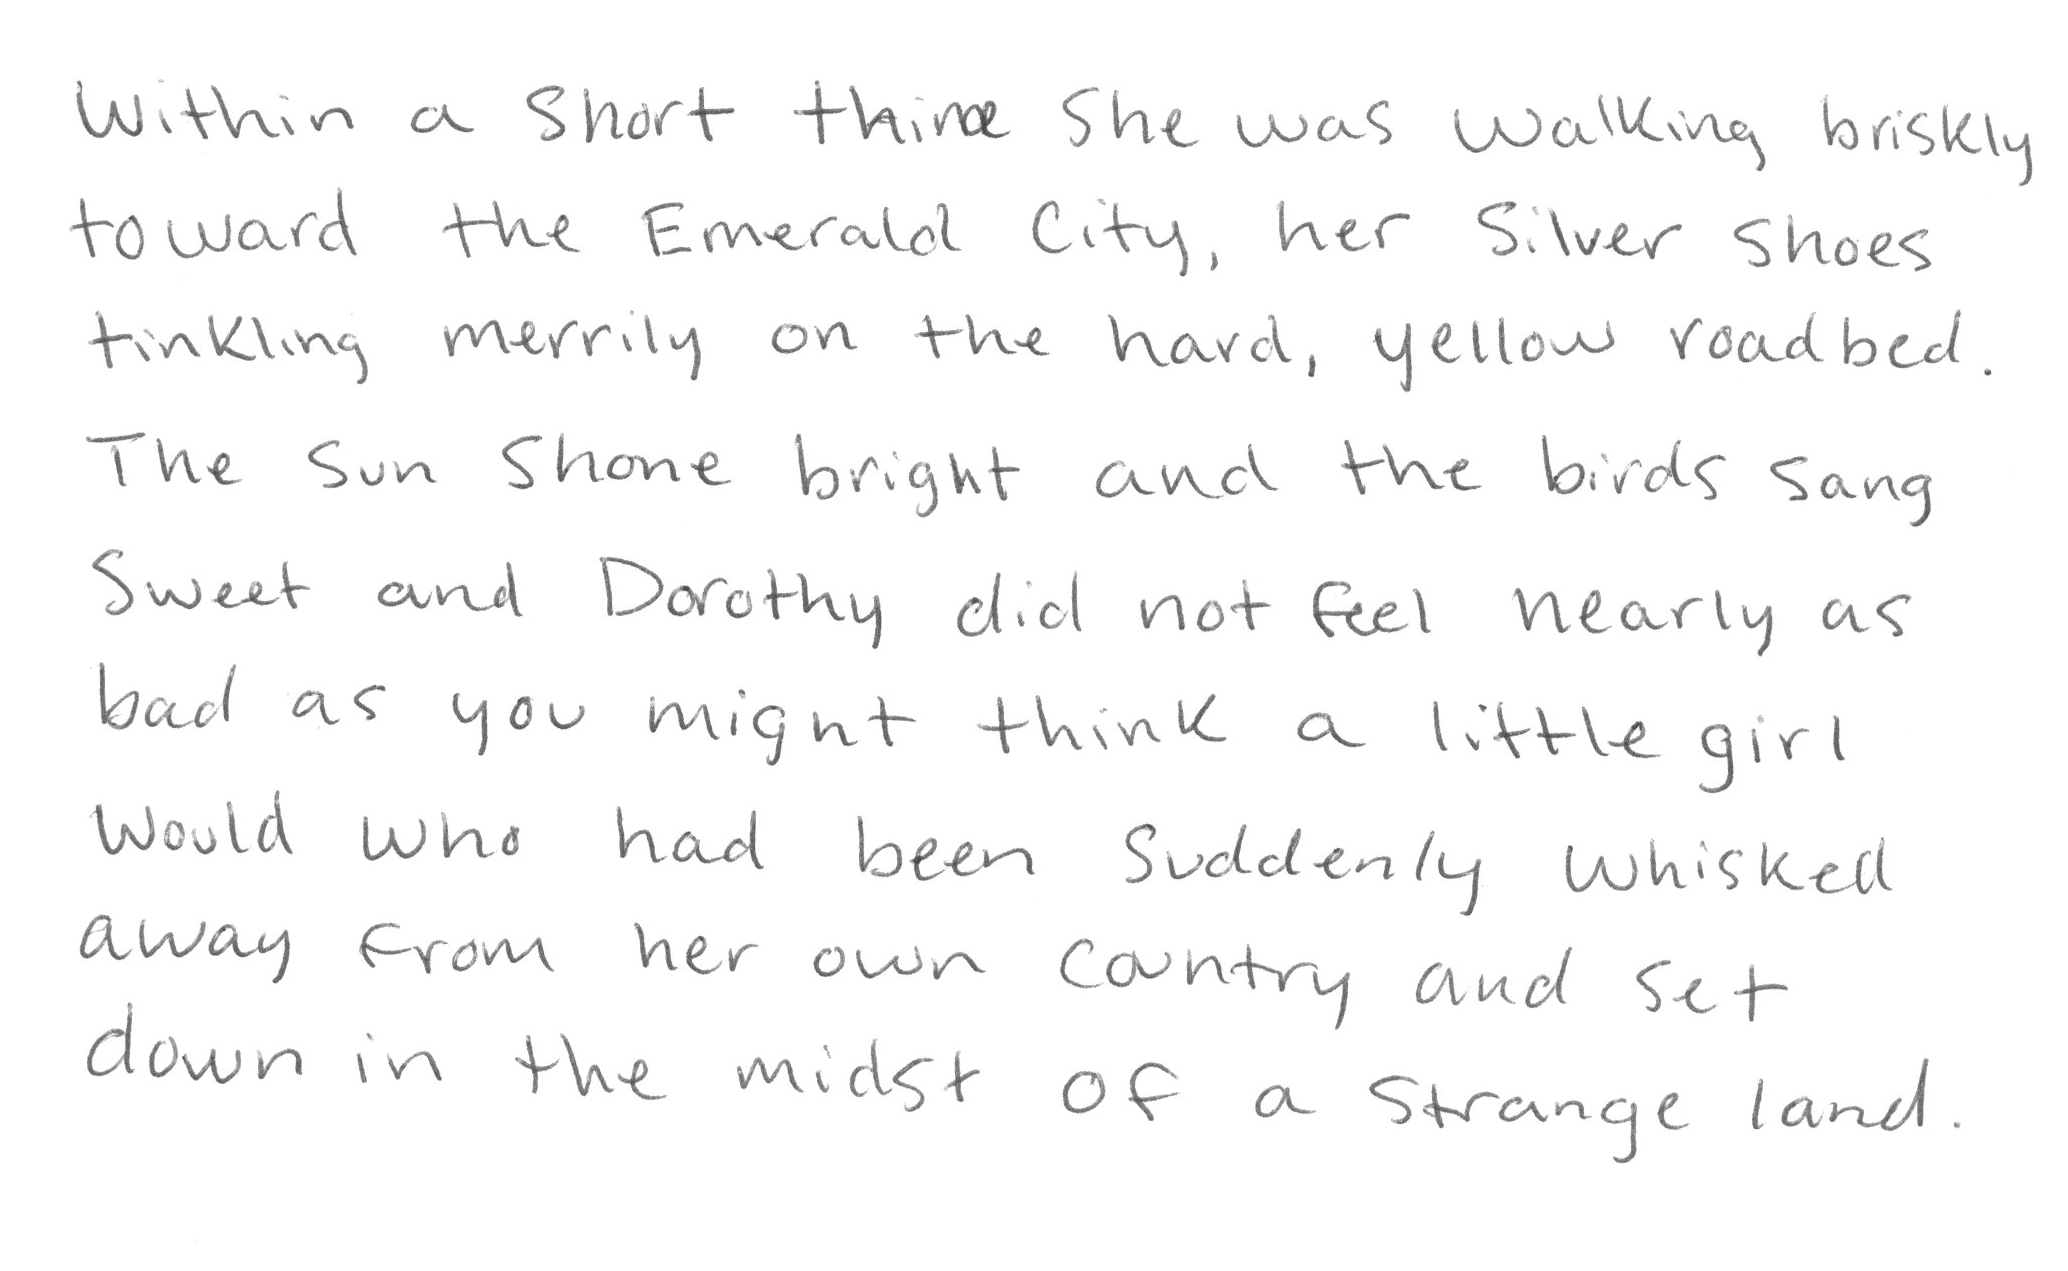 Within a short thime she was walking briskly
toward the Emerald City, her Silver shoes
tinkling merrily on the hard, yellow roadbed.
The sun shone bright and the birds sang
sweet and Dorothy did not feel nearly as
bad as you might think a little girl
would who had been suddenly whisked
away from her own country and set
down in the midst of a strange land.